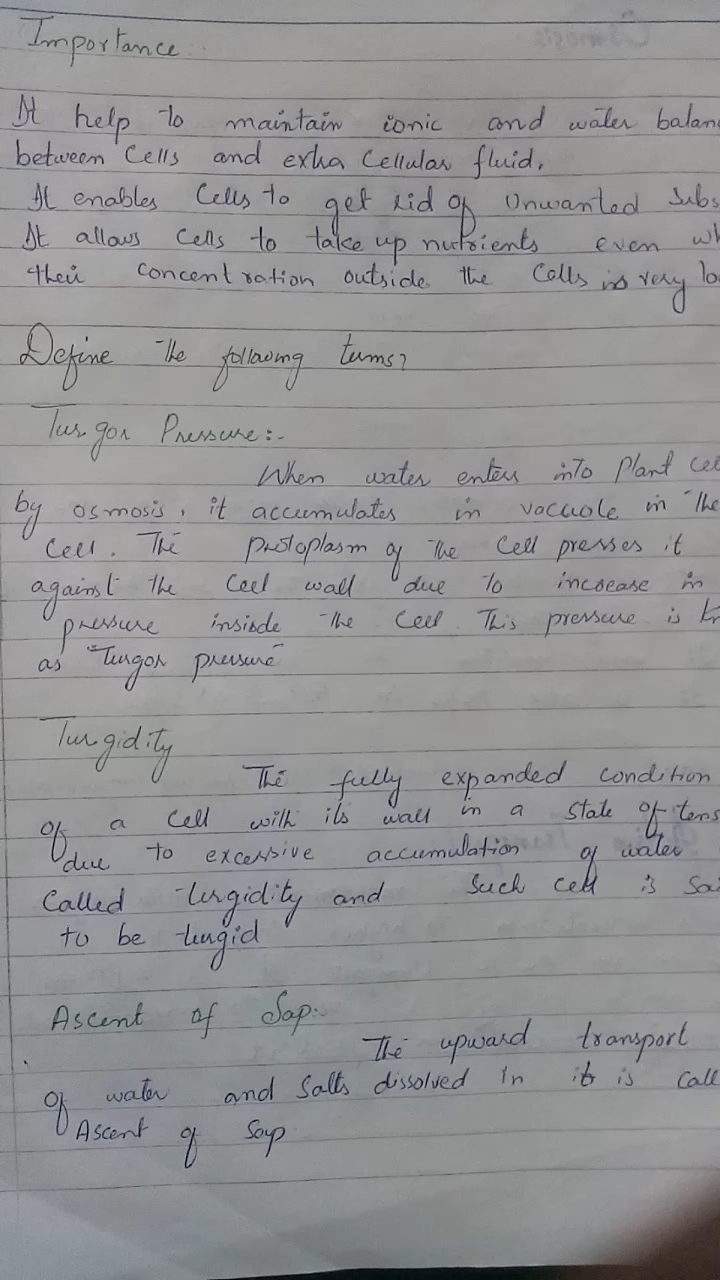 Importance:
It help to maintain ionic and water balan
between Cells and extra Cellular fluid.
It enables Cells to get rid of Unwanted Subs
It allows Cells to take up nutrients even wh
their concentration outside the Cells is very lo
Define the following terms?
Turgor Pressure:-
When water enters into Plant Cel
by osmosis, it accumulates in vacuole in the
Cell. The protoplasm of the Cell presses it
against the Cell wall due to increase in
pressure insisde the Cell. This pressure is kn
as "Turgor pressure"
Turgidity
The fully expanded condition
of a cell with its wall in a state of tens
due to excessive accumulation of water
Called turgidity and Such cell is Sai
to be turgid
Ascent of Sap:-
The upward transport
of water and Salts dissolved in it is Call
Ascent of Sap